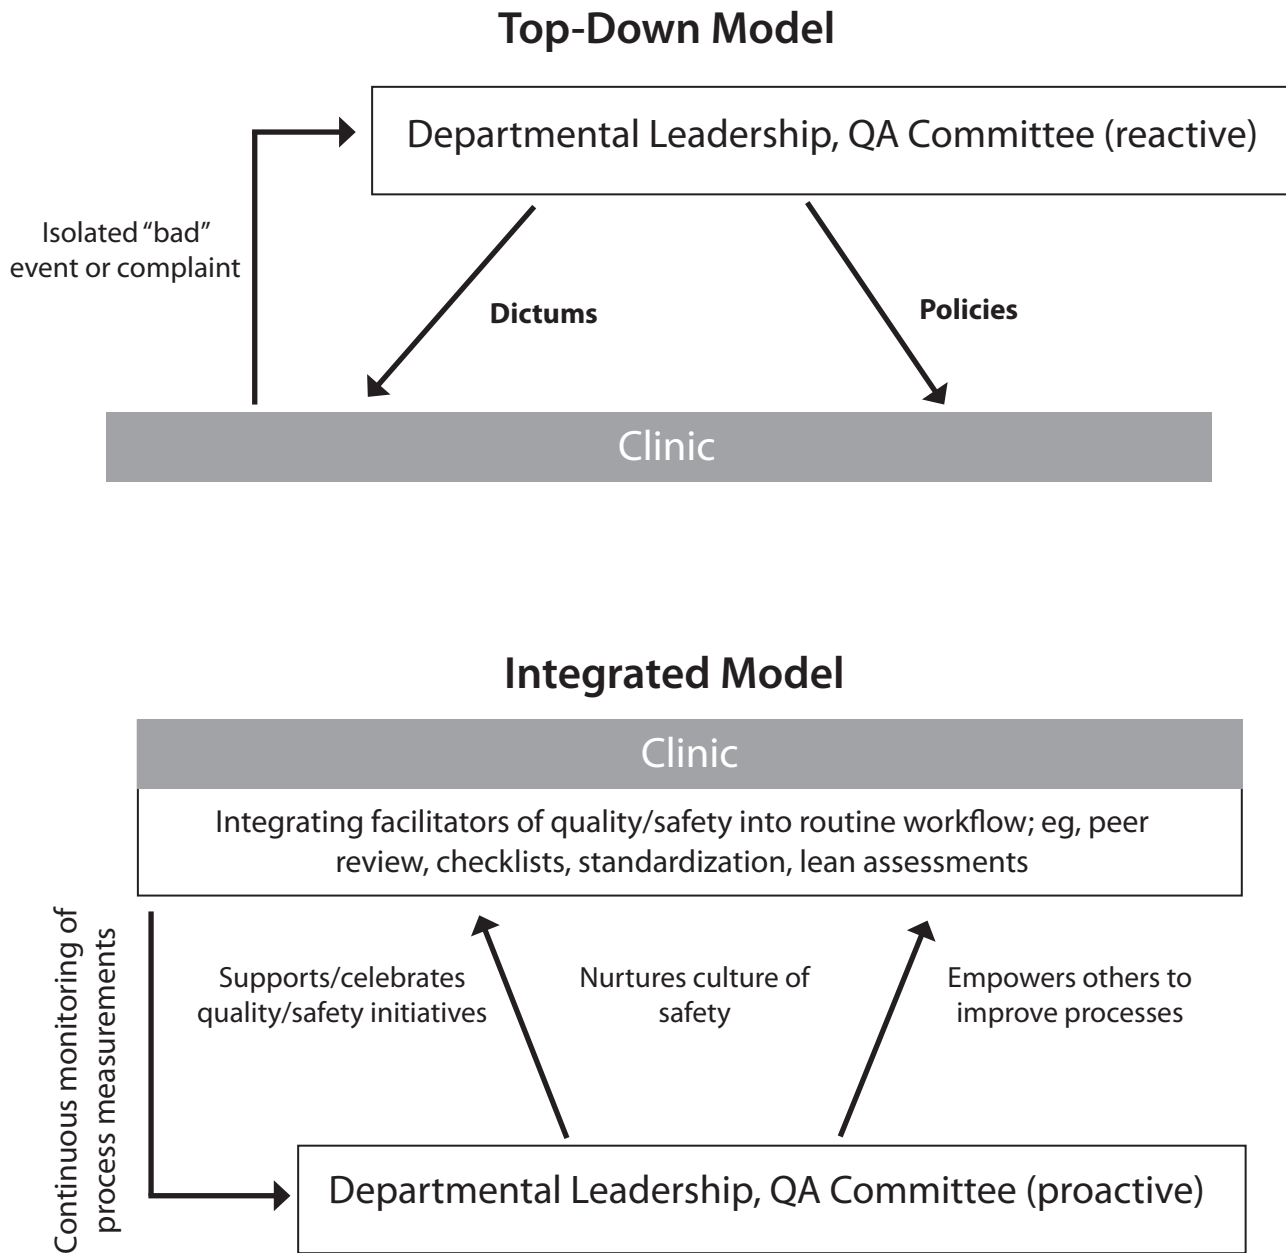 Top-Down Model
Departmental Leadership, QA Committee (reactive)
Isolated “bad”
event or complaint
Dictums
Policies
Clinic
Integrated Model
Clinic
Integrating facilitators of quality/safety into routine workflow; eg, peer
review, checklists, standardization, lean assessments
Continuous monitoring of
process measurements
Supports/celebrates
quality/safety initiatives
Nurtures culture of
safety
Empowers others to
improve processes
Departmental Leadership, QA Committee (proactive)